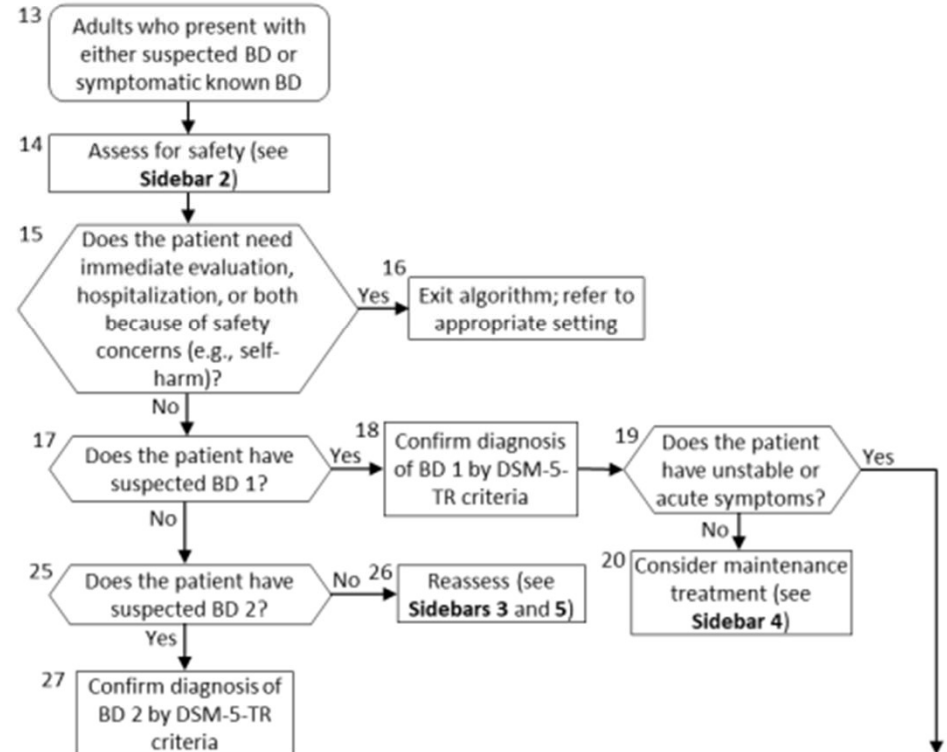 13
Adults who present with
either suspected BD or
symptomatic known BD
14
Assess for safety (see
Sidebar 2)
15
Does the patient need
immediate evaluation,
hospitalization, or both
because of safety
concerns (e.g., self-
harm)?
Yes
16
Exit algorithm; refer to
appropriate setting
No
17
Does the patient have
suspected BD 1?
Yes
18
Confirm diagnosis
of BD 1 by DSM-5-
TR criteria
19
Does the patient
have unstable or
acute symptoms?
Yes
No
20
Consider maintenance
treatment (see
Sidebar 4)
No
25
Does the patient have
suspected BD 2?
No
26
Reassess (see
Sidebars 3 and 5)
Yes
27
Confirm diagnosis of
BD 2 by DSM-5-TR
criteria